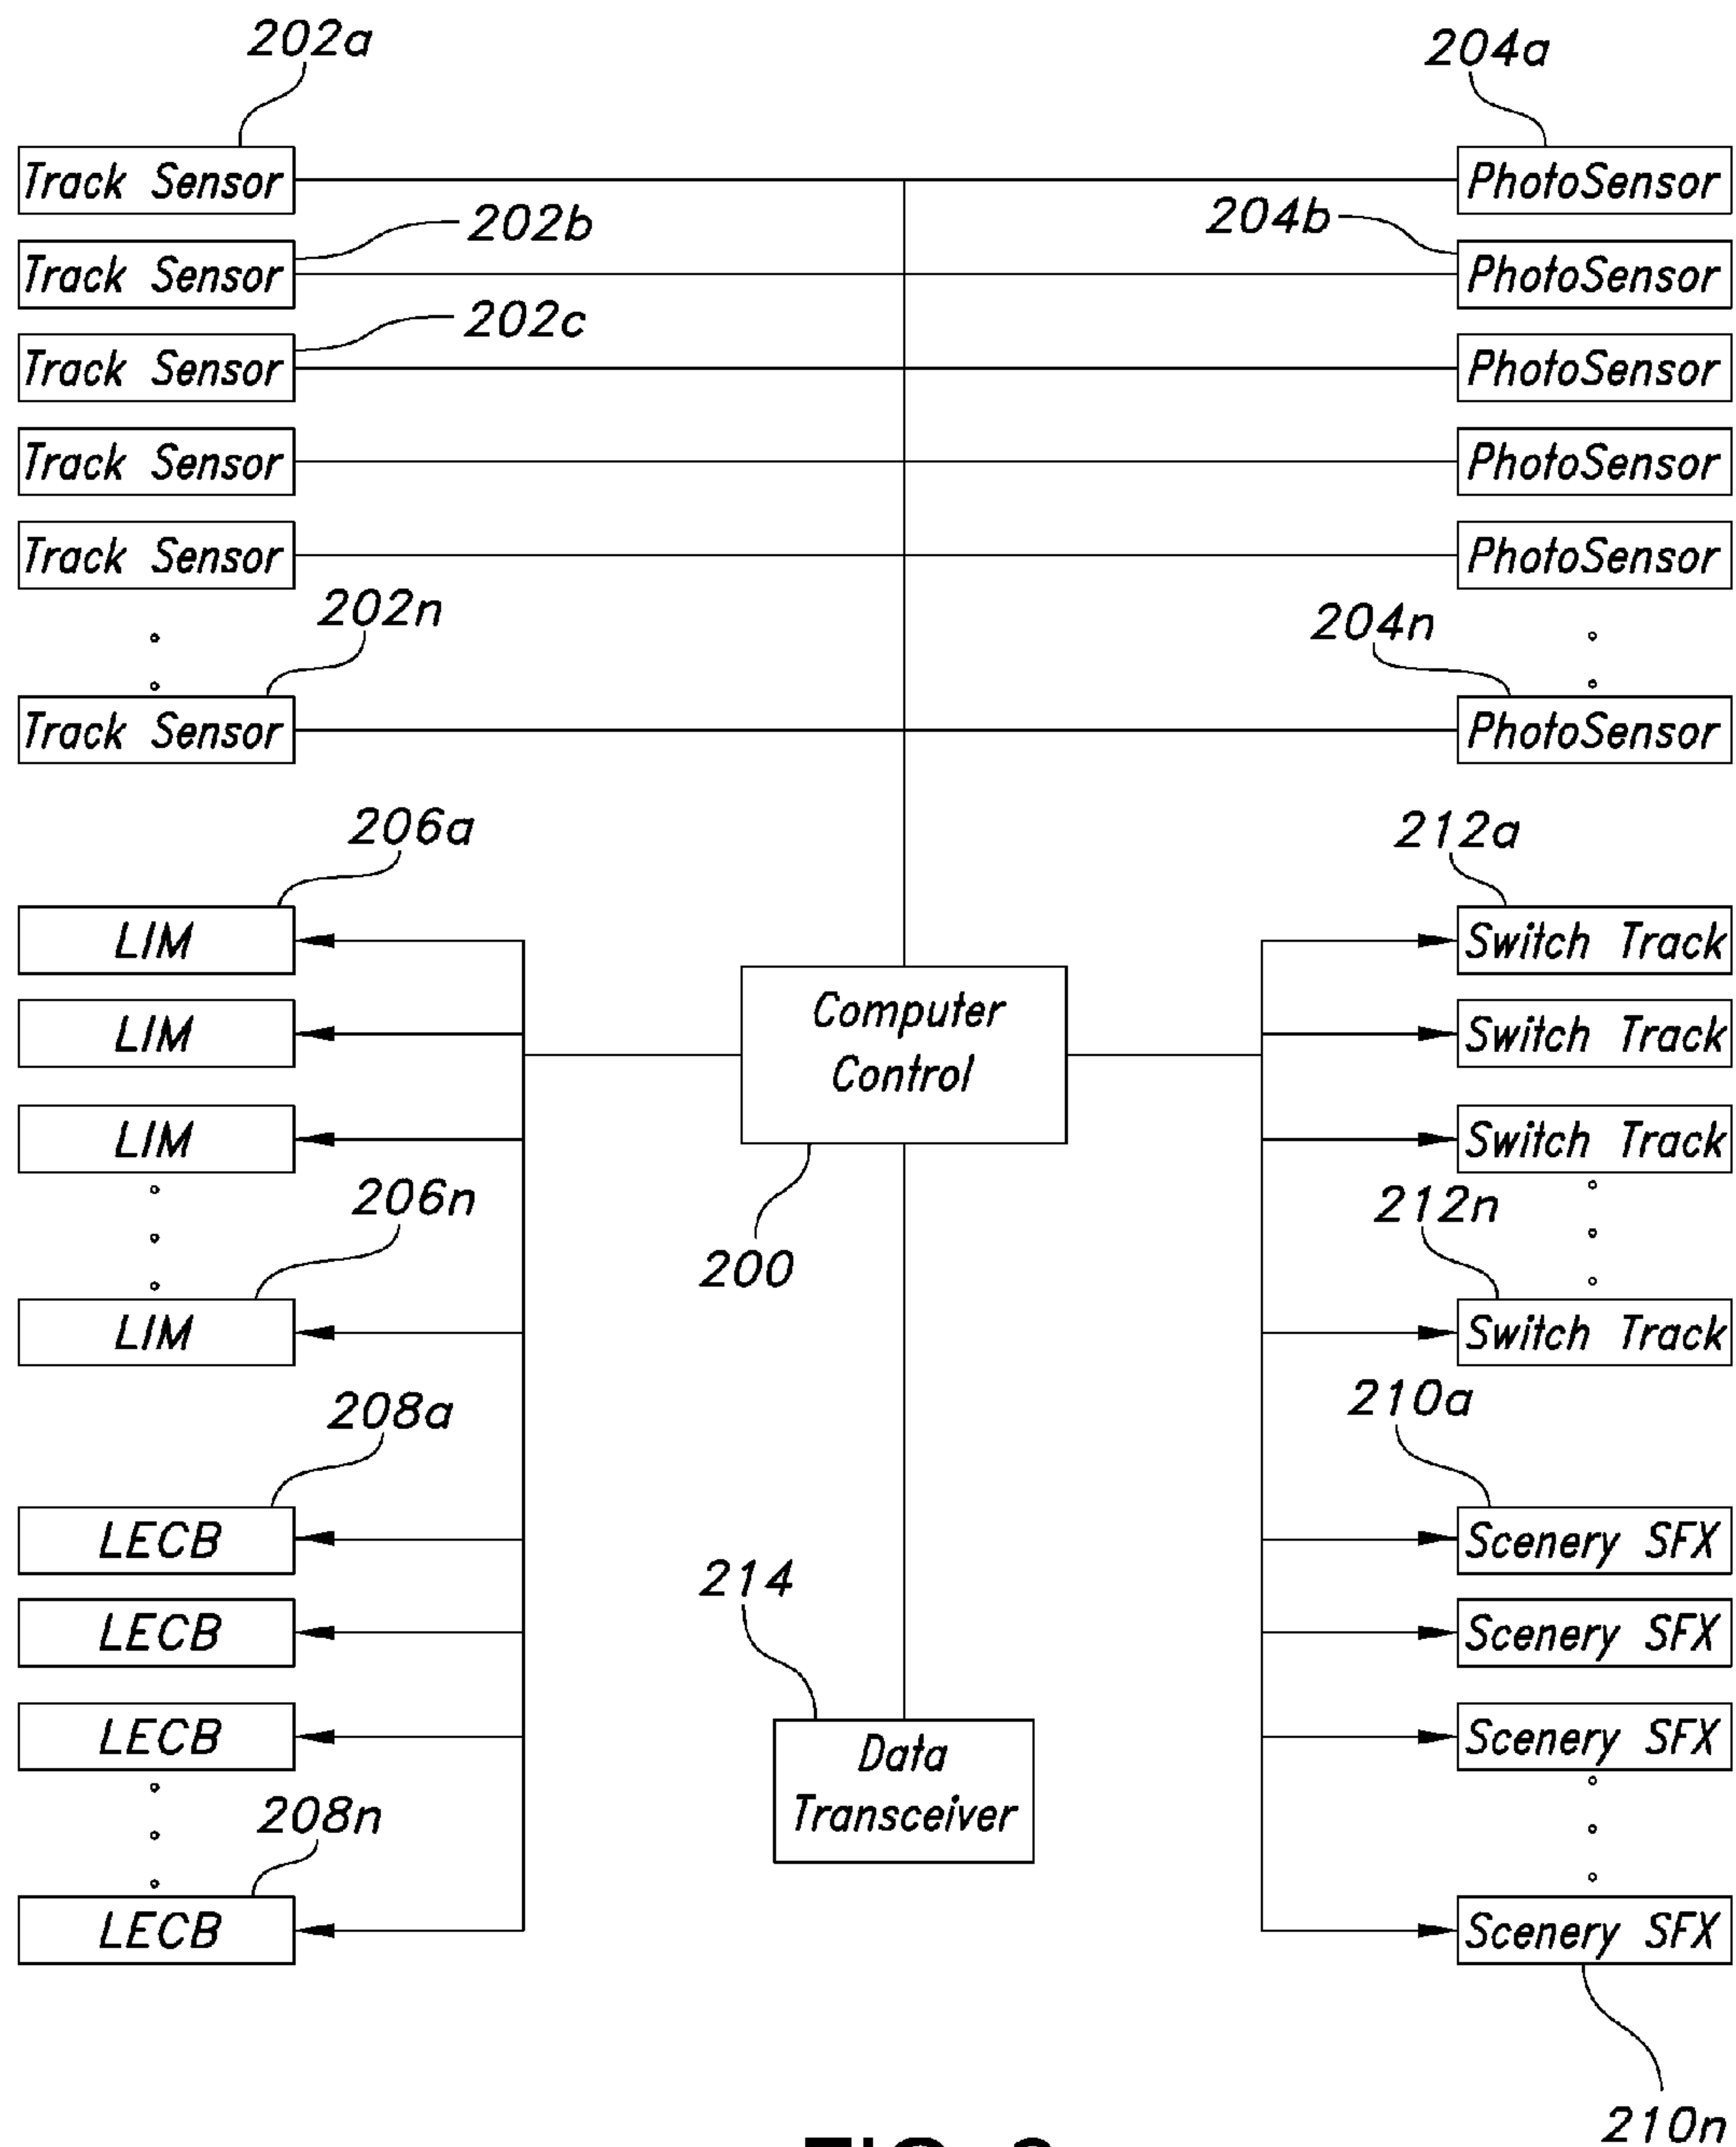 202a
204a
Track Sensor
PhotoSensor
202b
204b
Track Sensor
PhotoSensor
202c
Track Sensor
PhotoSensor
Track Sensor
PhotoSensor
Track Sensor
PhotoSensor
202n
204n
Track Sensor
PhotoSensor
206a
212a
LIM
Switch Track
Computer
Control
LIM
Switch Track
LIM
Switch Track
206n
212n
200
LIM
Switch Track
208a
210a
LECB
Scenery SFX
214
LECB
Scenery SFX
LECB
Scenery SFX
Data
Transceiver
208n
LECB
Scenery SFX
210n